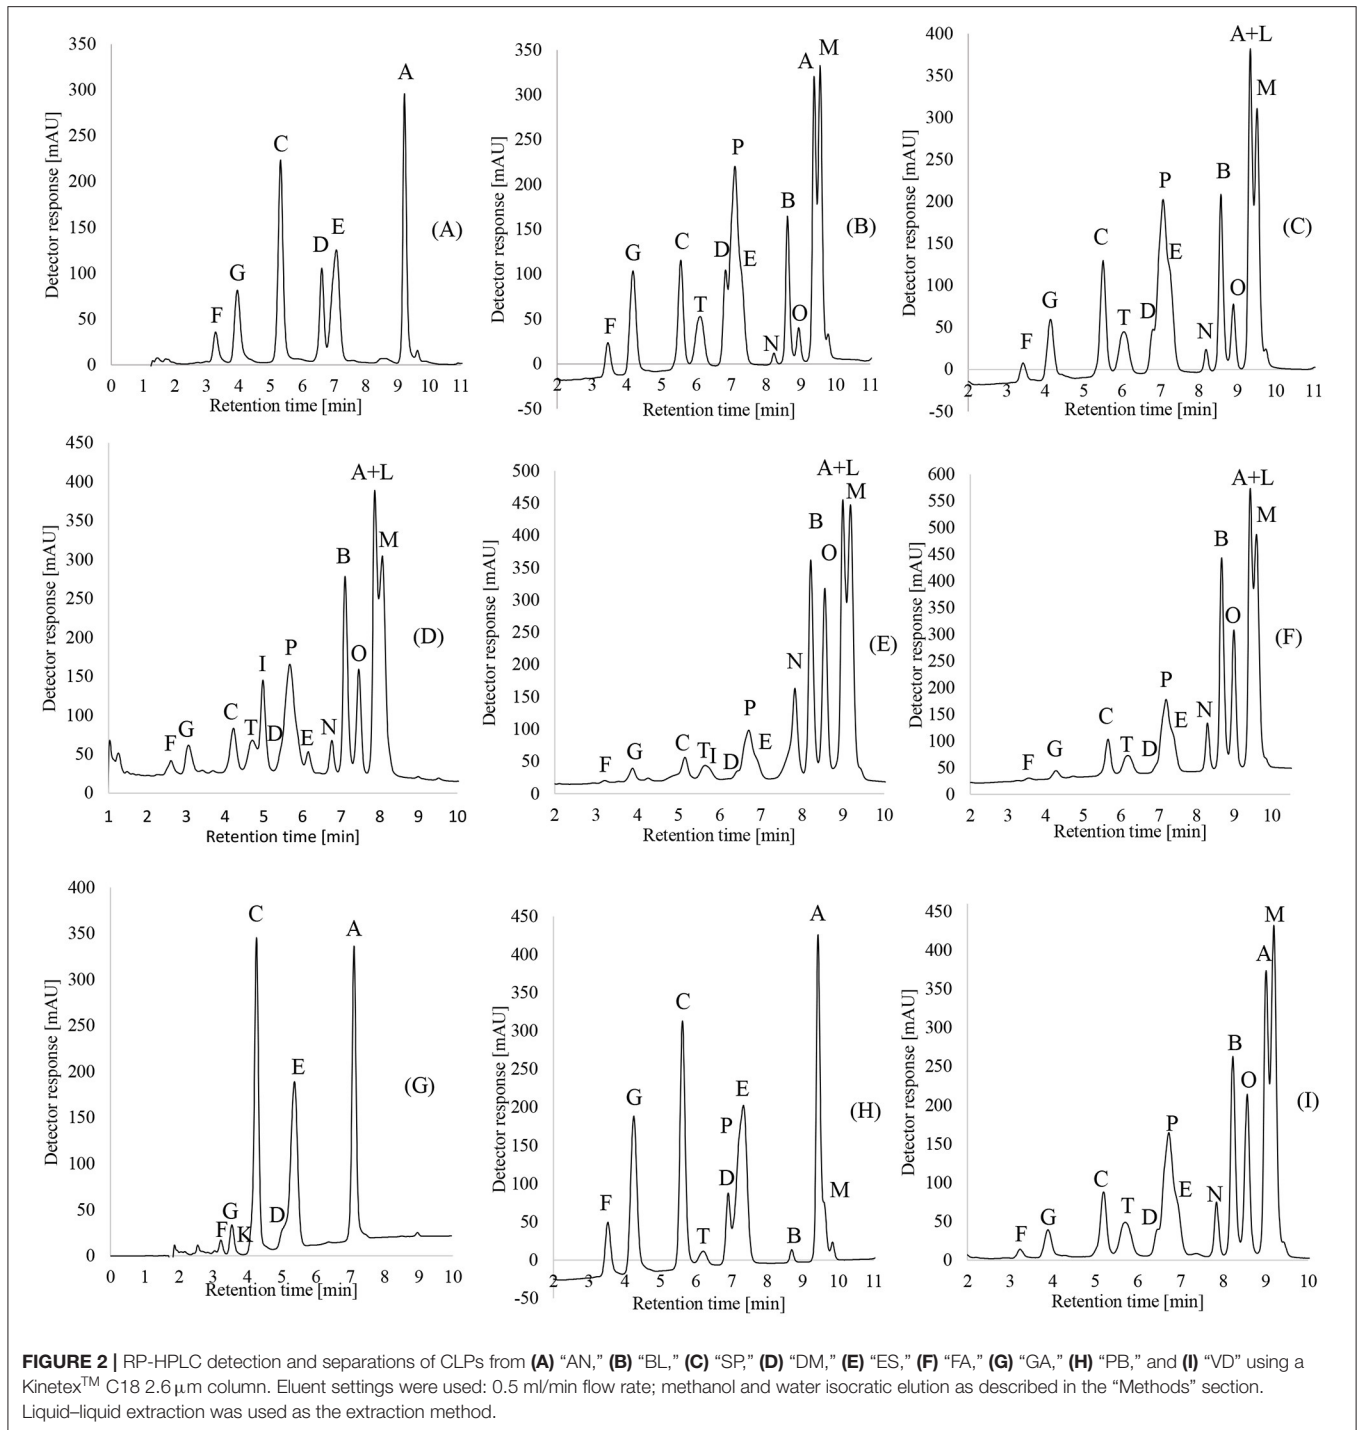 350
300
250
200
150
100
50
0
Detector response [mAU]
F
G
C
D
E
A
(A)
0 1 2 3 4 5 6 7 8 9 10 11
Retention time [min]
350
300
250
200
150
100
50
0
-50
Detector response [mAU]
F
G
C
T
D
P
E
N
B
O
A
M
(B)
2 3 4 5 6 7 8 9 10 11
Retention time [min]
400
350
300
250
200
150
100
50
0
-50
Detector response [mAU]
F
G
C
T
D
P
E
N
B
O
A+L
M
(C)
2 3 4 5 6 7 8 9 10 11
Retention time [min]
450
400
350
300
250
200
150
100
50
0
Detector response [mAU]
F
G
C
T
I
D
P
E
N
B
O
A+L
M
(D)
1 2 3 4 5 6 7 8 9 10
Retention time [min]
500
450
400
350
300
250
200
150
100
50
0
Detector response [mAU]
F
G
C
T
I
D
P
E
N
B
O
A+L
M
(E)
2 3 4 5 6 7 8 9 10
Retention time [min]
600
550
500
450
400
350
300
250
200
150
100
50
0
Detector response [mAU]
F
G
C
T
D
P
E
N
B
O
A+L
M
(F)
2 3 4 5 6 7 8 9 10
Retention time [min]
400
350
300
250
200
150
100
50
0
Detector response [mAU]
F
G
K
C
D
E
A
(G)
0 1 2 3 4 5 6 7 8 9 10
Retention time [min]
450
400
350
300
250
200
150
100
50
0
-50
Detector response [mAU]
F
G
C
T
D
P
E
B
A
M
(H)
2 3 4 5 6 7 8 9 10 11
Retention time [min]
450
400
350
300
250
200
150
100
50
0
Detector response [mAU]
F
G
C
T
D
P
E
N
B
O
A
M
(I)
2 3 4 5 6 7 8 9 10
Retention time [min]
FIGURE 2 | RP-HPLC detection and separations of CLPs from (A) “AN,” (B) “BL,” (C) “SP,” (D) “DM,” (E) “ES,” (F) “FA,” (G) “GA,” (H) “PB,” and (I) “VD” using a
Kinetex™ C18 2.6 μm column. Eluent settings were used: 0.5 ml/min flow rate; methanol and water isocratic elution as described in the “Methods” section.
Liquid–liquid extraction was used as the extraction method.